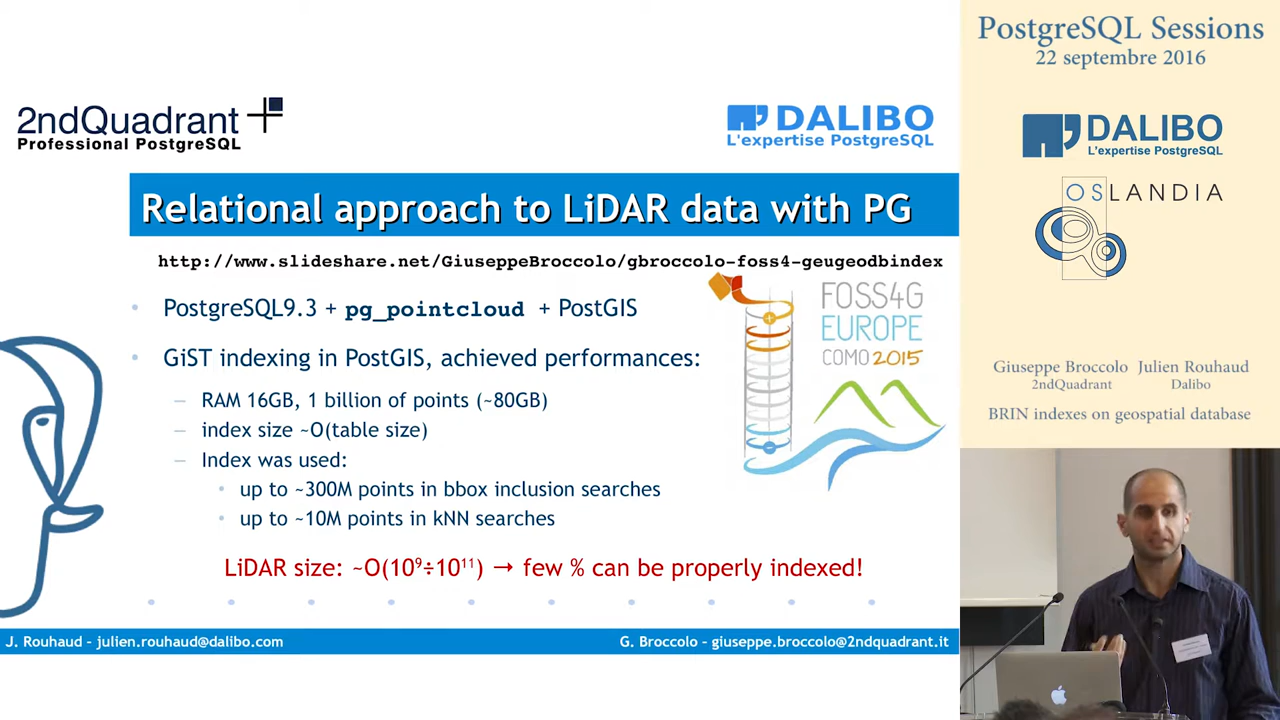 2ndQuadrant
Professional PostgreSQL
DALIBO
L'expertise PostgreSQL
Relational approach to LiDAR data with PG
http://www.slideshare.net/GiuseppeBroccolo/gbroccolo-foss4-geugeodbindex
• PostgreSQL9.3 + pg_pointcloud + PostGIS
• GiST indexing in PostGIS, achieved performances:
– RAM 16GB, 1 billion of points (~80GB)
– index size ~O(table size)
– Index was used:
• up to ~300M points in bbox inclusion searches
• up to ~10M points in kNN searches
FOSS4G
EUROPE
COMO 2015
LiDAR size: ~O(10⁹÷10¹¹) → few % can be properly indexed!
J. Rouhaud – julien.rouhaud@dalibo.com
G. Broccolo – giuseppe.broccolo@2ndquadrant.it
PostgreSQL Sessions
22 septembre 2016
DALIBO
L'expertise PostgreSQL
OSLANDIA
Giuseppe Broccolo Julien Rouhaud
2ndQuadrant Dalibo
BRIN indexes on geospatial database